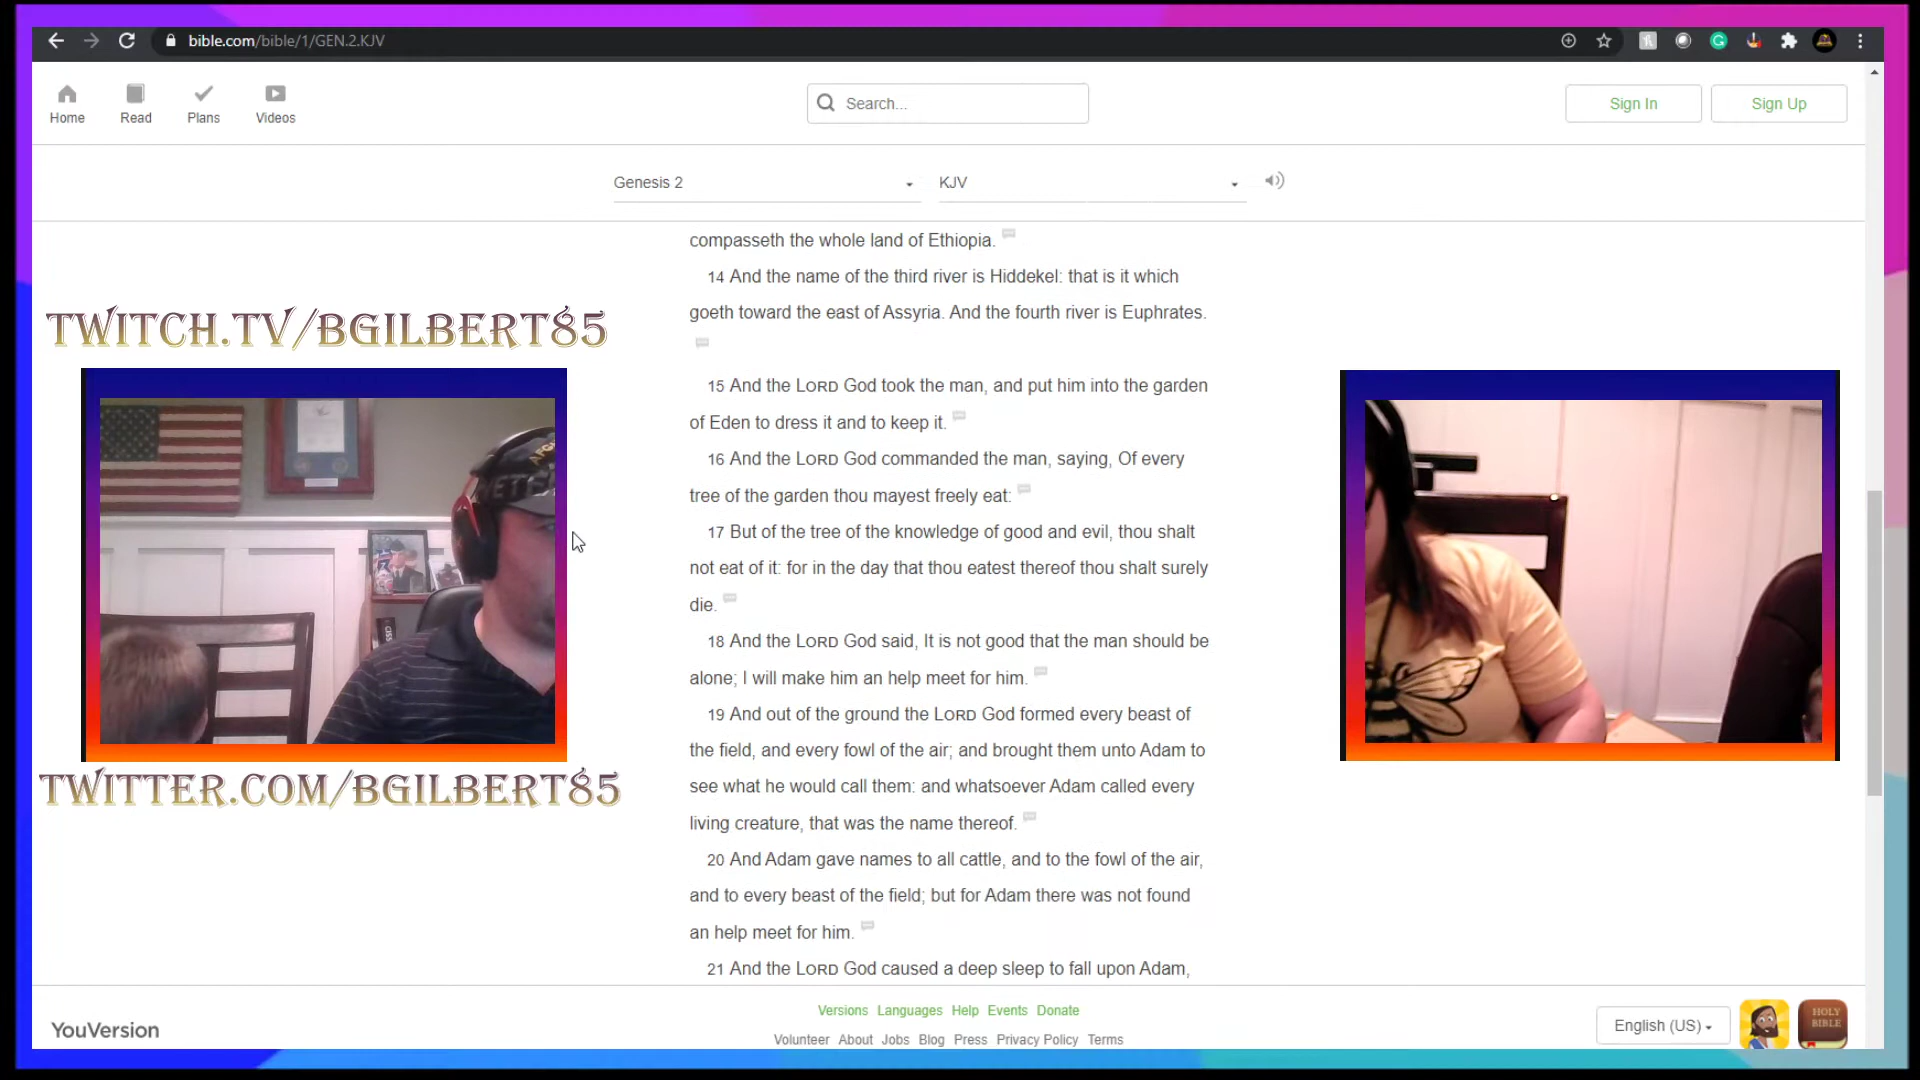 bible.com/bible/1/GEN.2.KJV
Home Read Plans Videos
Search...
Sign In Sign Up
Genesis 2 KJV
compasseth the whole land of Ethiopia.
14 And the name of the third river is Hiddekel: that is it which
goeth toward the east of Assyria. And the fourth river is Euphrates.
15 And the LORD God took the man, and put him into the garden
of Eden to dress it and to keep it.
16 And the LORD God commanded the man, saying, Of every
tree of the garden thou mayest freely eat:
17 But of the tree of the knowledge of good and evil, thou shalt
not eat of it: for in the day that thou eatest thereof thou shalt surely
die.
18 And the LORD God said, It is not good that the man should be
alone; I will make him an help meet for him.
19 And out of the ground the LORD God formed every beast of
the field, and every fowl of the air; and brought them unto Adam to
see what he would call them: and whatsoever Adam called every
living creature, that was the name thereof.
20 And Adam gave names to all cattle, and to the fowl of the air,
and to every beast of the field; but for Adam there was not found
an help meet for him.
21 And the LORD God caused a deep sleep to fall upon Adam,
TWITCH.TV/BGILBERT85
TWITTER.COM/BGILBERT85
Versions Languages Help Events Donate
YouVersion
Volunteer About Jobs Blog Press Privacy Policy Terms
English (US)
HOLY
BIBLE